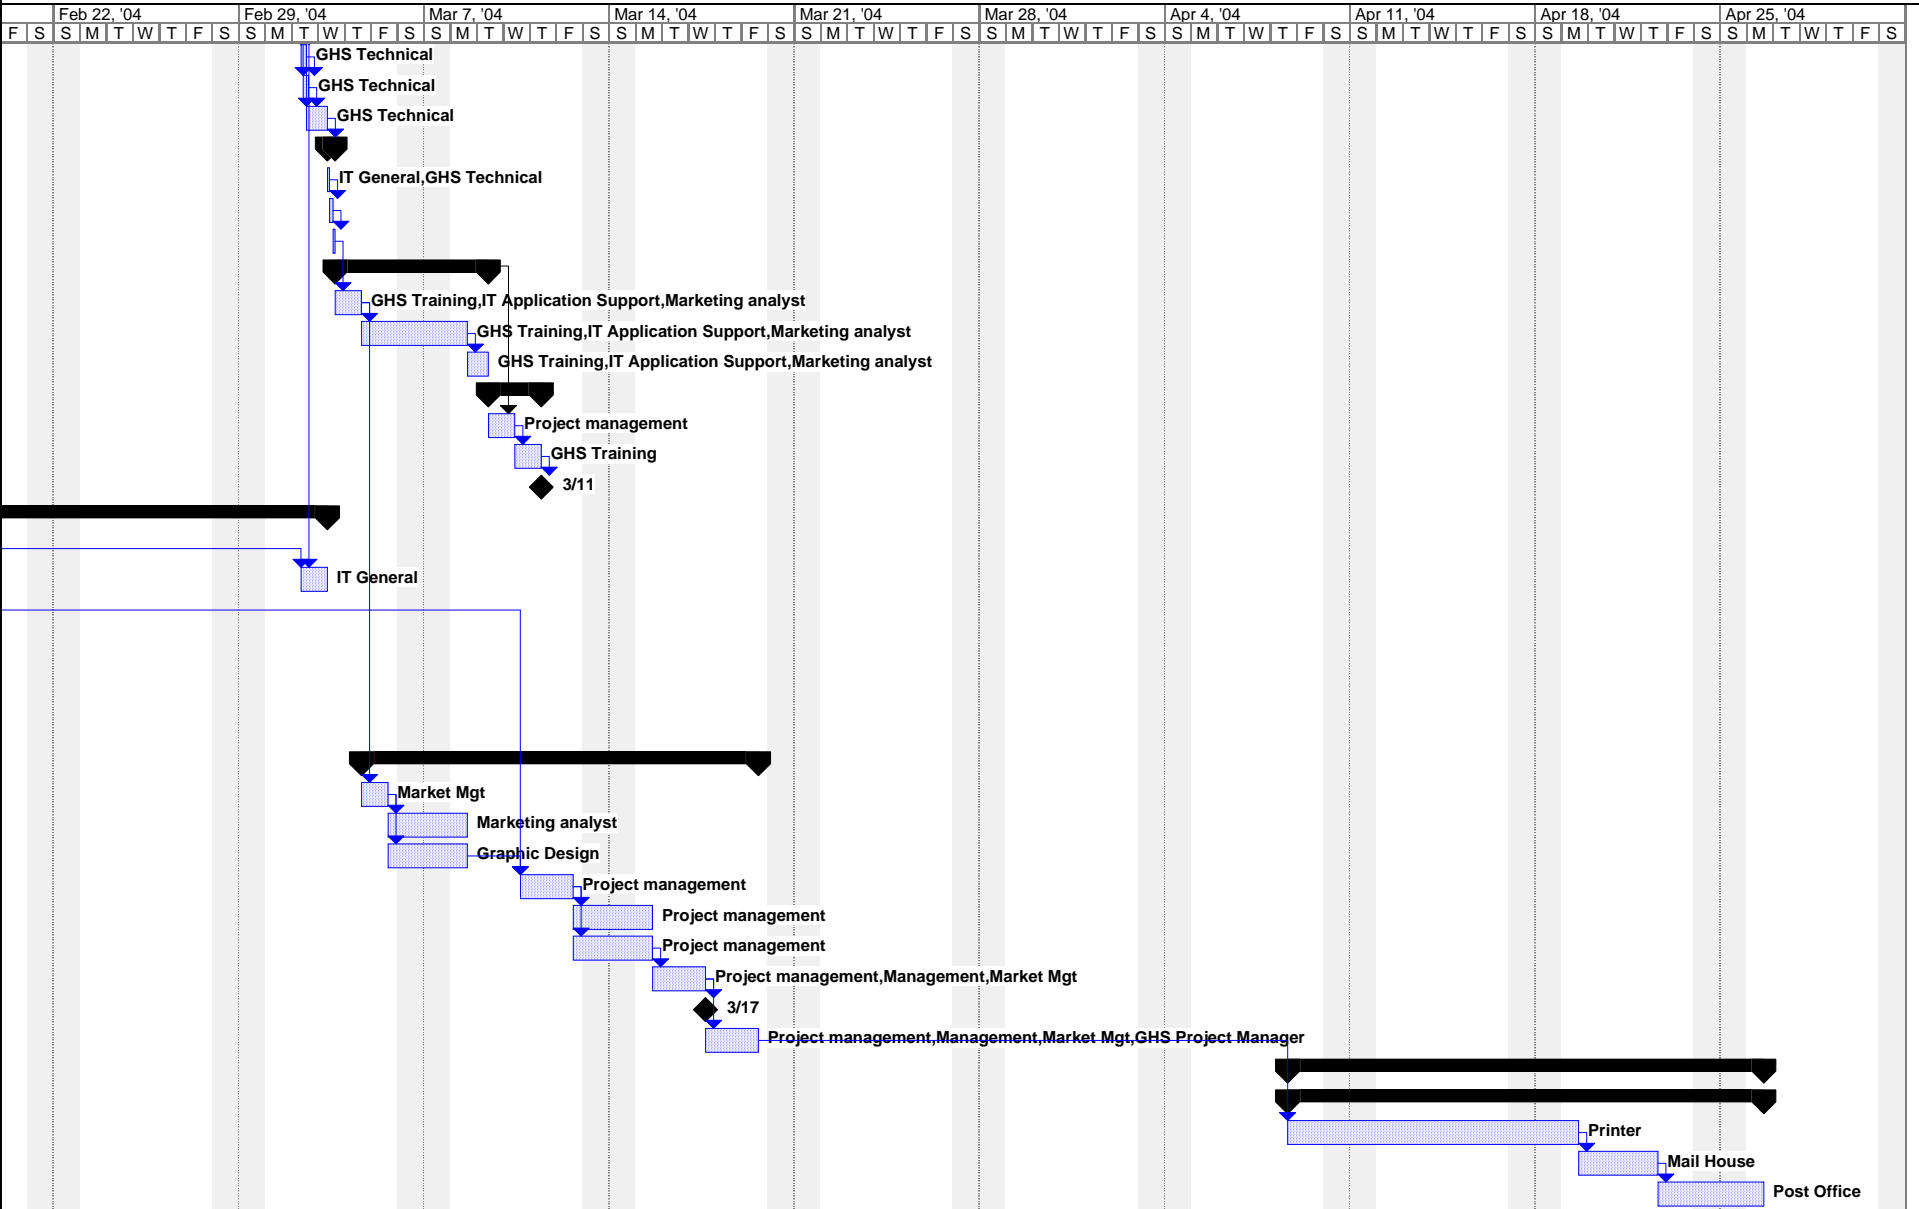 Feb 22, '04 Feb 29, '04 Mar 7, '04 Mar 14, '04 Mar 21, '04 Mar 28, '04 Apr 4, '04 Apr 11, '04 Apr 18, '04 Apr 25, '04
F S S M T W T F S S M T W T F S S M T W T F S S M T W T F S S M T W T F S S M T W T F S S M T W T F S S M T W T F S S M T W T F S S M T W T F S
GHS Technical
GHS Technical
GHS Technical
IT General,GHS Technical
GHS Training,IT Application Support,Marketing analyst
GHS Training,IT Application Support,Marketing analyst
GHS Training,IT Application Support,Marketing analyst
Project management
GHS Training
3/11
IT General
Market Mgt
Marketing analyst
Graphic Design
Project management
Project management
Project management
Project management,Management,Market Mgt
3/17
Project management,Management,Market Mgt,GHS Project Manager
Printer
Mail House
Post Office